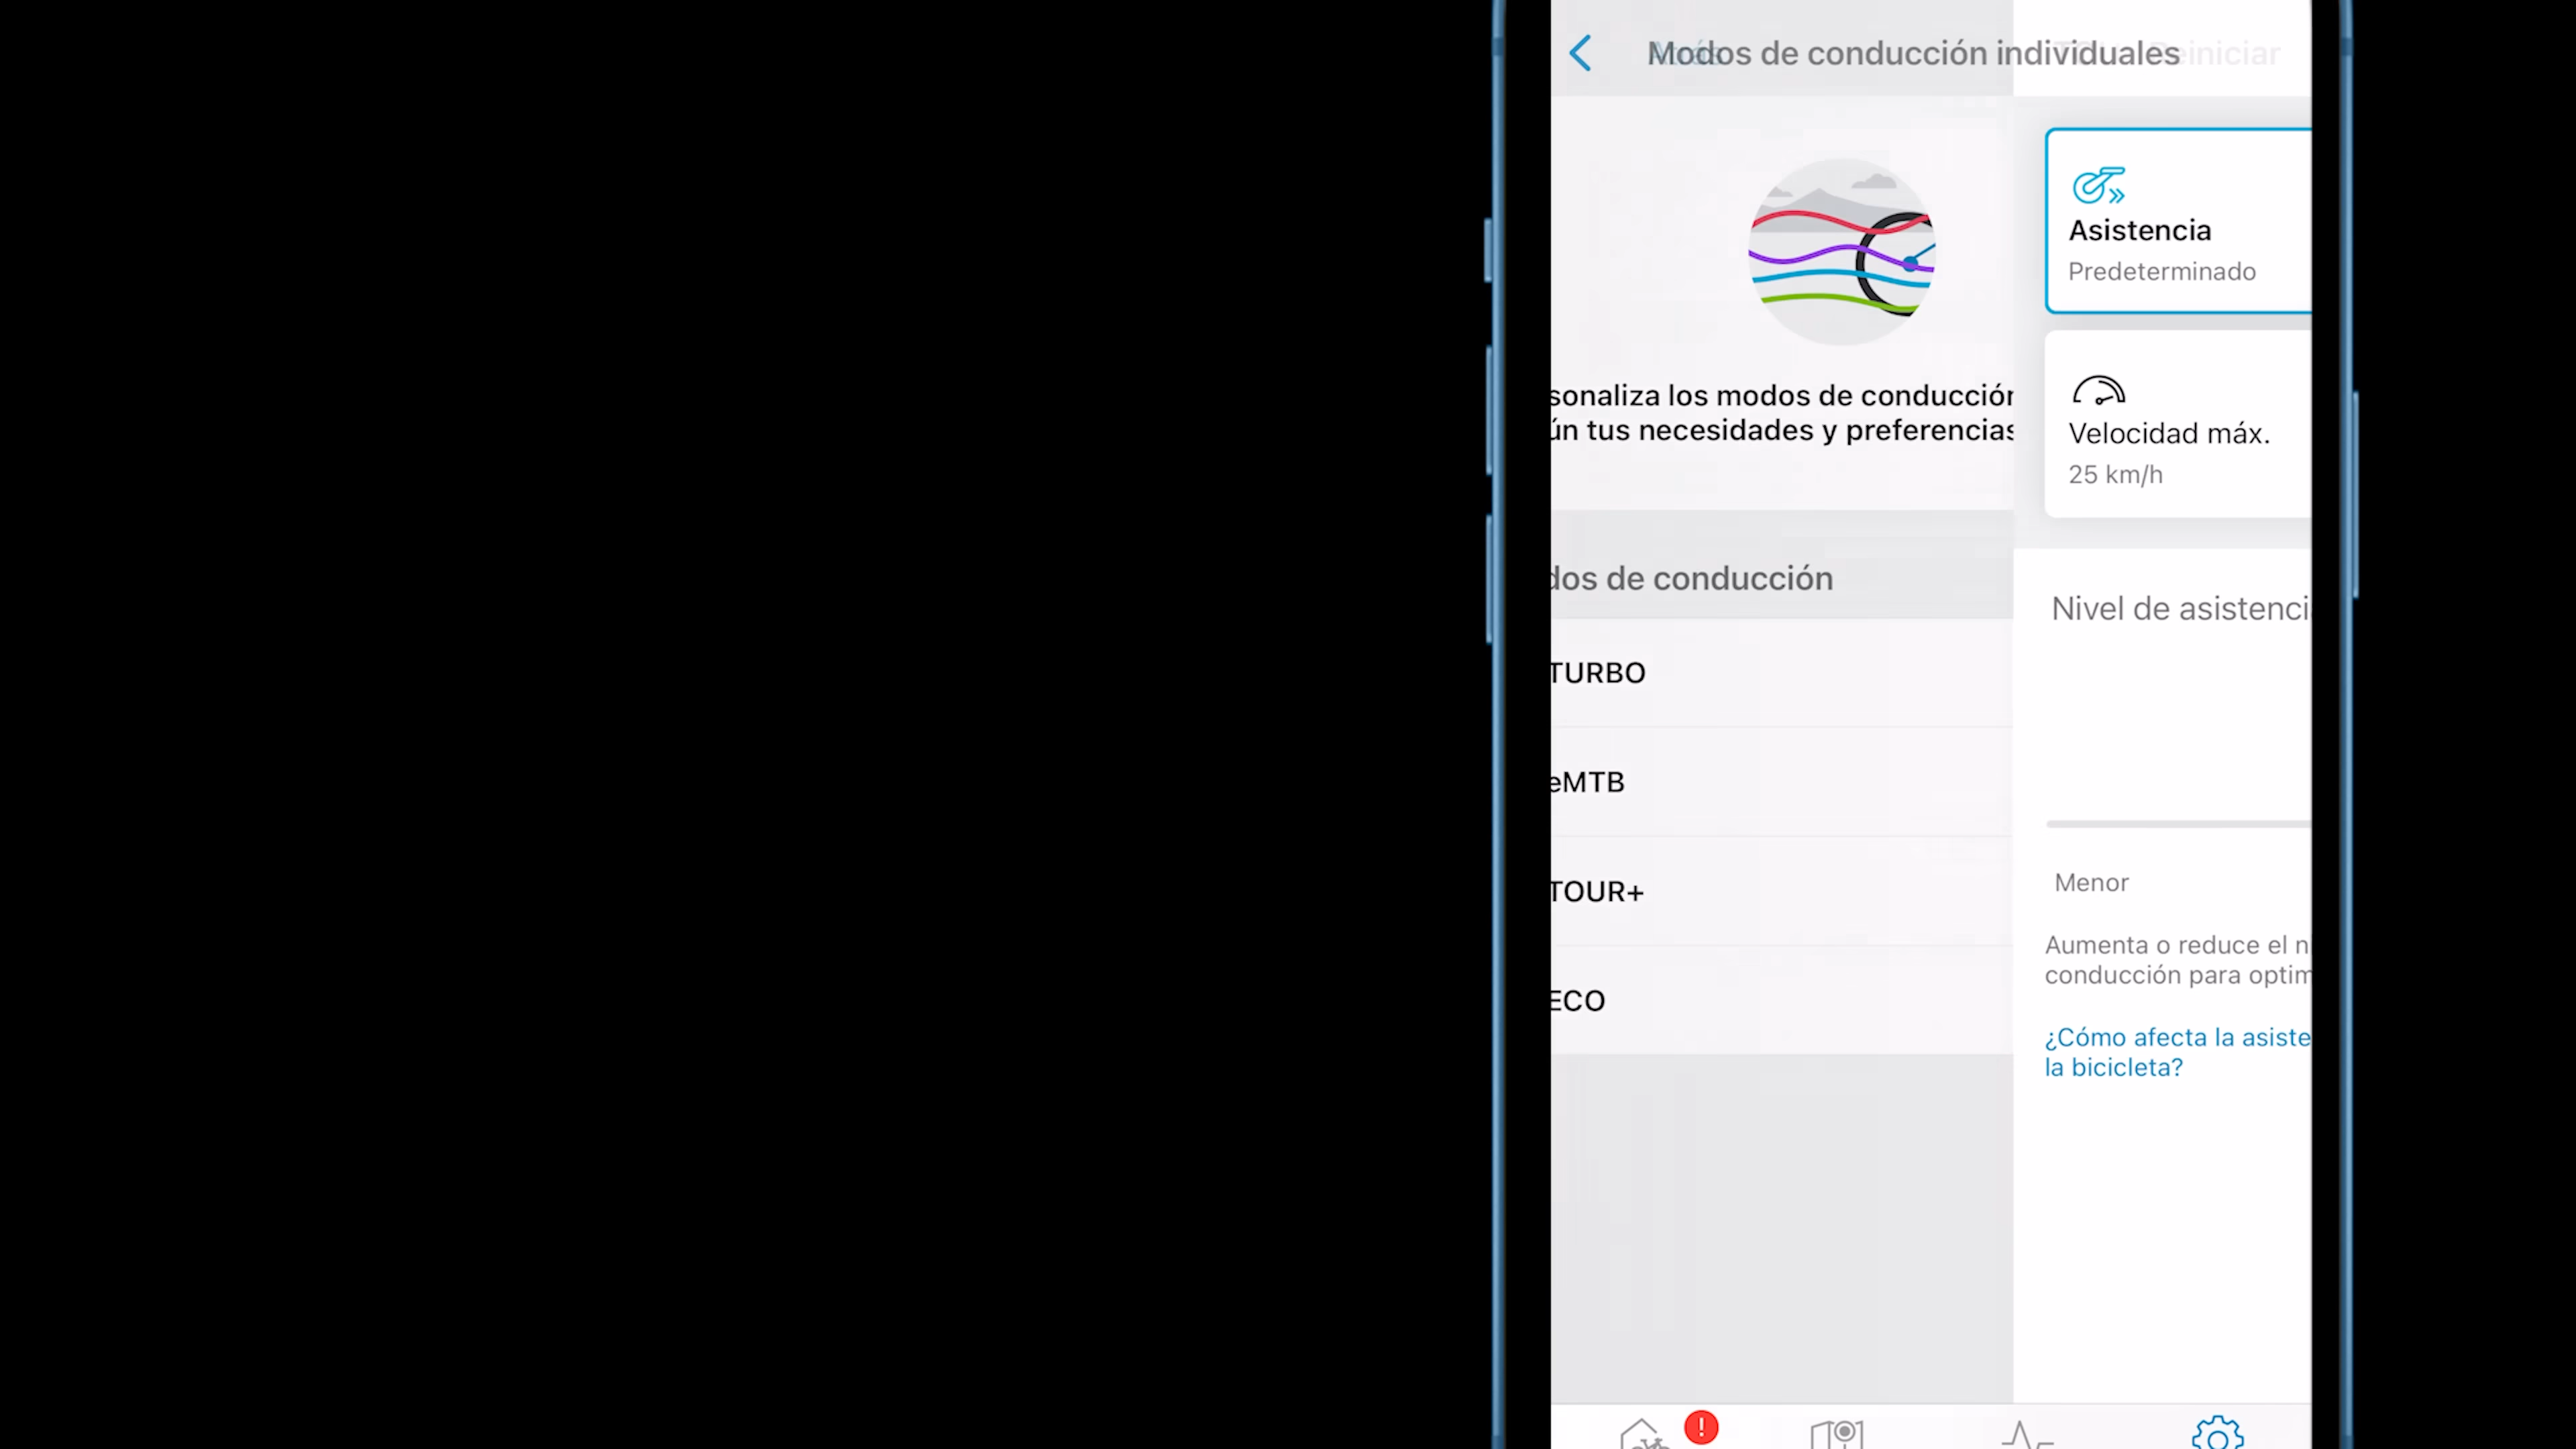 Modos de conducción individuales
Reiniciar
sonaliza los modos de conducción
ún tus necesidades y preferencias
dos de conducción
TURBO
eMTB
TOUR+
ECO
Asistencia
Predeterminado
Velocidad máx.
25 km/h
Nivel de asistenci
Menor
Aumenta o reduce el n
conducción para optim
¿Cómo afecta la asiste
la bicicleta?